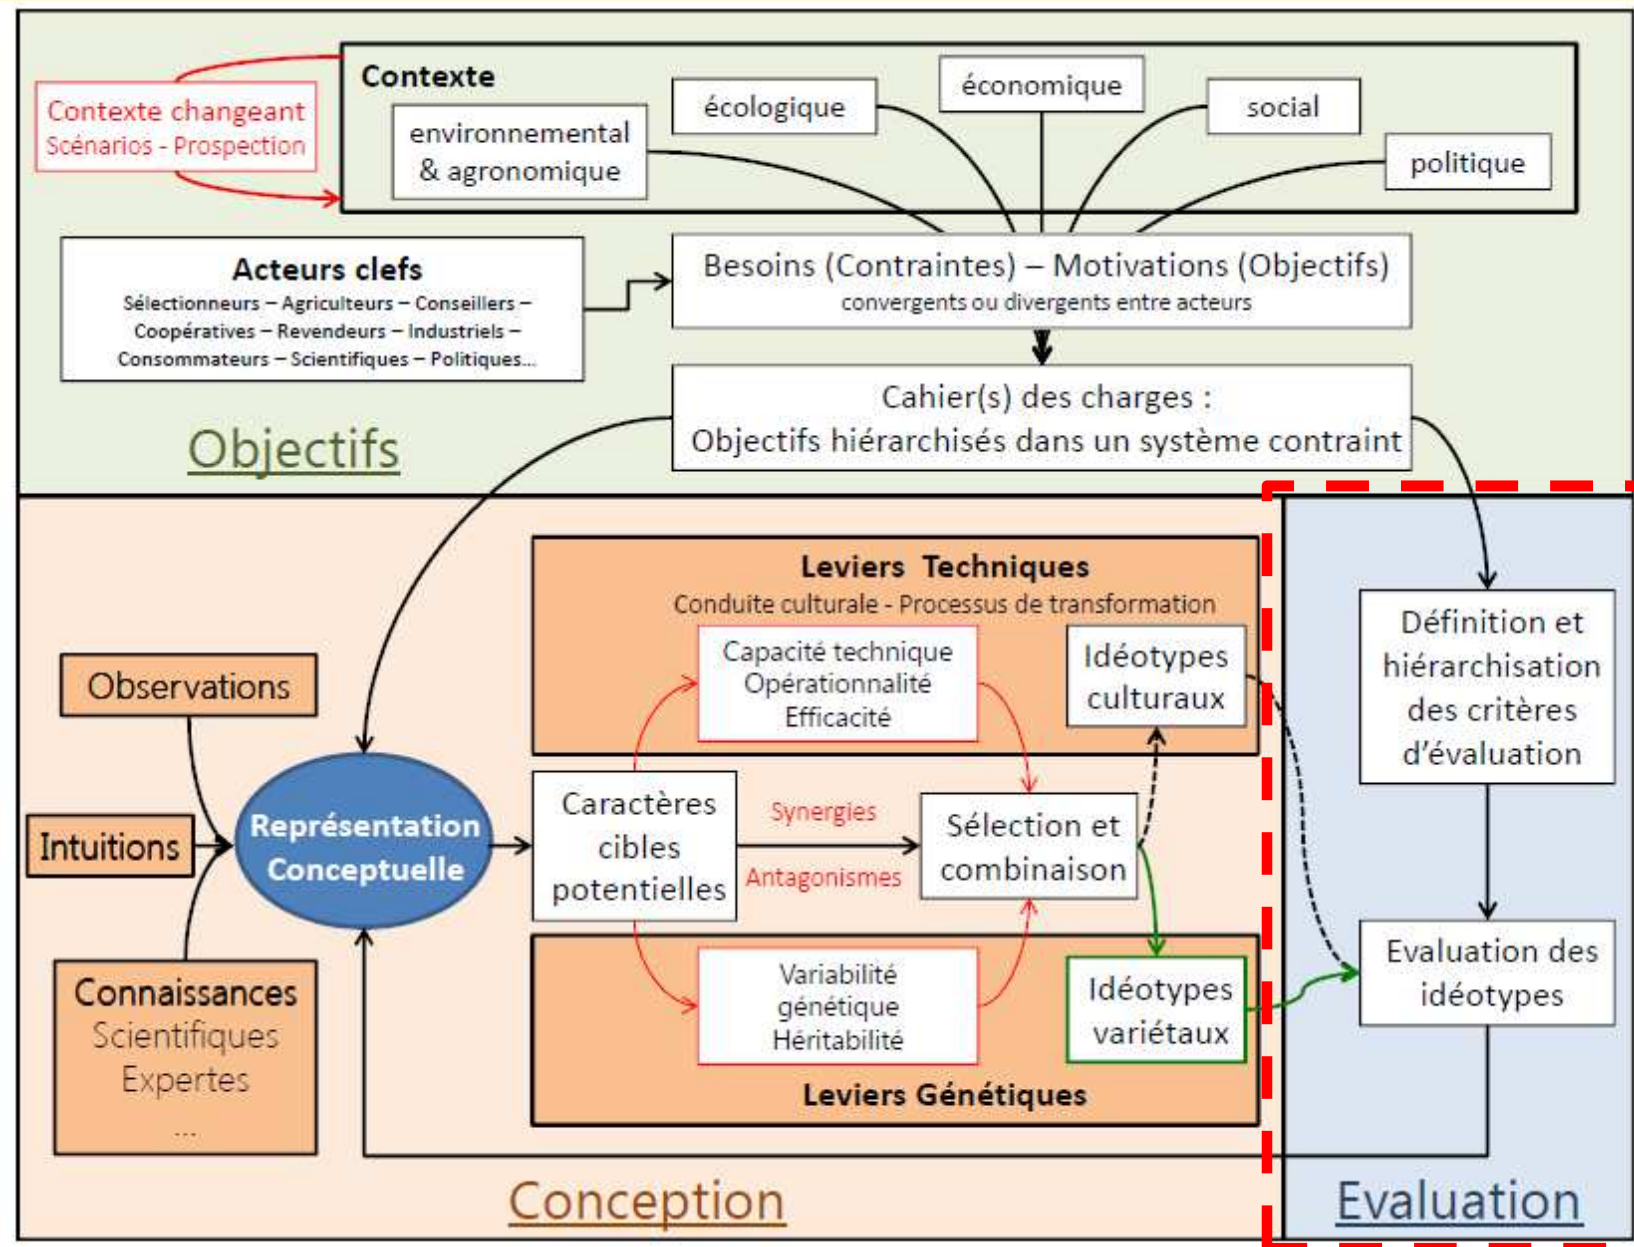 Contexte changeant
Scénarios - Prospection
Contexte
environnemental
& agronomique
écologique
économique
social
politique
Acteurs clefs
Sélectionneurs – Agriculteurs – Conseillers –
Coopératives – Revendeurs – Industriels –
Consommateurs – Scientifiques – Politiques...
Besoins (Contraintes) – Motivations (Objectifs)
convergents ou divergents entre acteurs
Cahier(s) des charges :
Objectifs hiérarchisés dans un système contraint
Objectifs
Observations
Intuitions
Connaissances
Scientifiques
Expertes
...
Représentation
Conceptuelle
Leviers Techniques
Conduite culturale - Processus de transformation
Capacité technique
Opérationnalité
Efficacité
Idéotypes
culturaux
Caractères
cibles
potentielles
Synergies
Antagonismes
Sélection et
combinaison
Variabilité
génétique
Héritabilité
Idéotypes
variétaux
Leviers Génétiques
Conception
Définition et
hiérarchisation
des critères
d'évaluation
Evaluation des
idéotypes
Evaluation